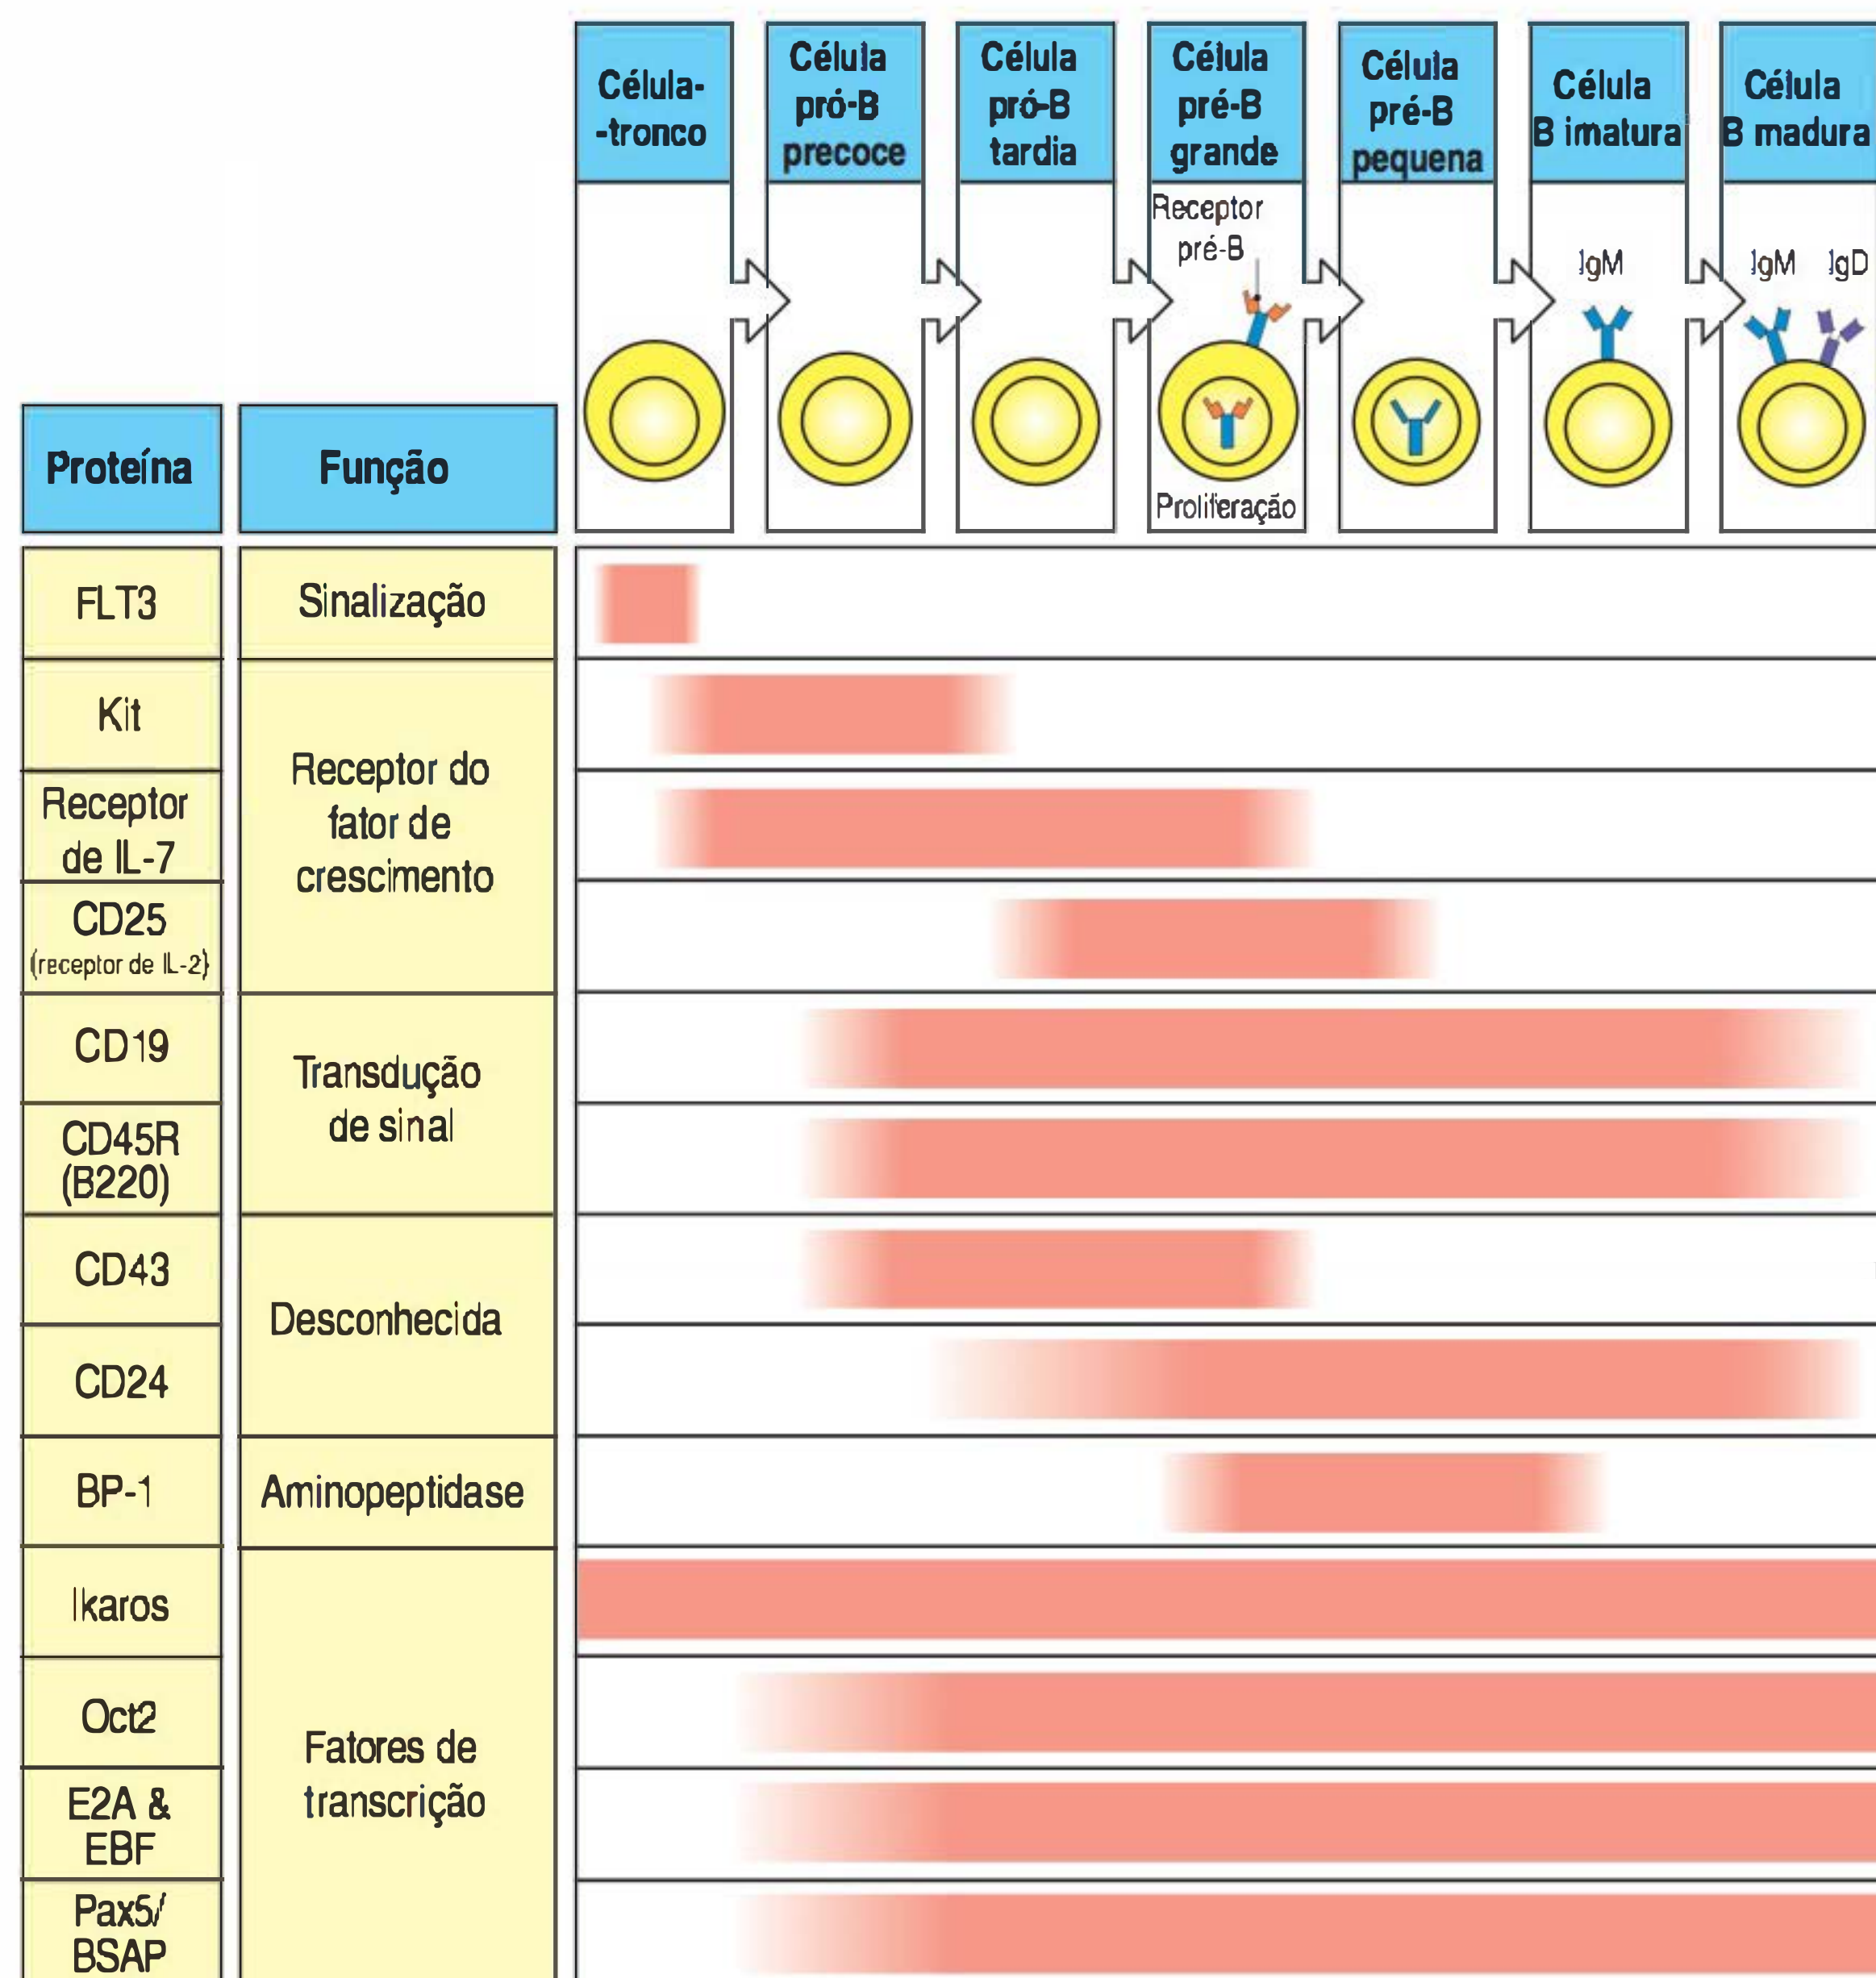 Célula-
-tronco
Célula
pró-B
precoce
Célula
pró-B
tardia
Célula
pré-B
grande
Célula
pré-B
pequena
Célula
B imatura
Célula
B madura
Receptor
pré-B
IgM
IgM IgD
Proliferação
Proteína
Função
FLT3
Sinalização
Kit
Receptor do
fator de
crescimento
Receptor
de IL-7
CD25
(receptor de IL-2)
CD19
Transdução
de sinal
CD45R
(B220)
CD43
Desconhecida
CD24
BP-1
Aminopeptidase
Ikaros
Fatores de
transcrição
Oct2
E2A &
EBF
Pax5/
BSAP